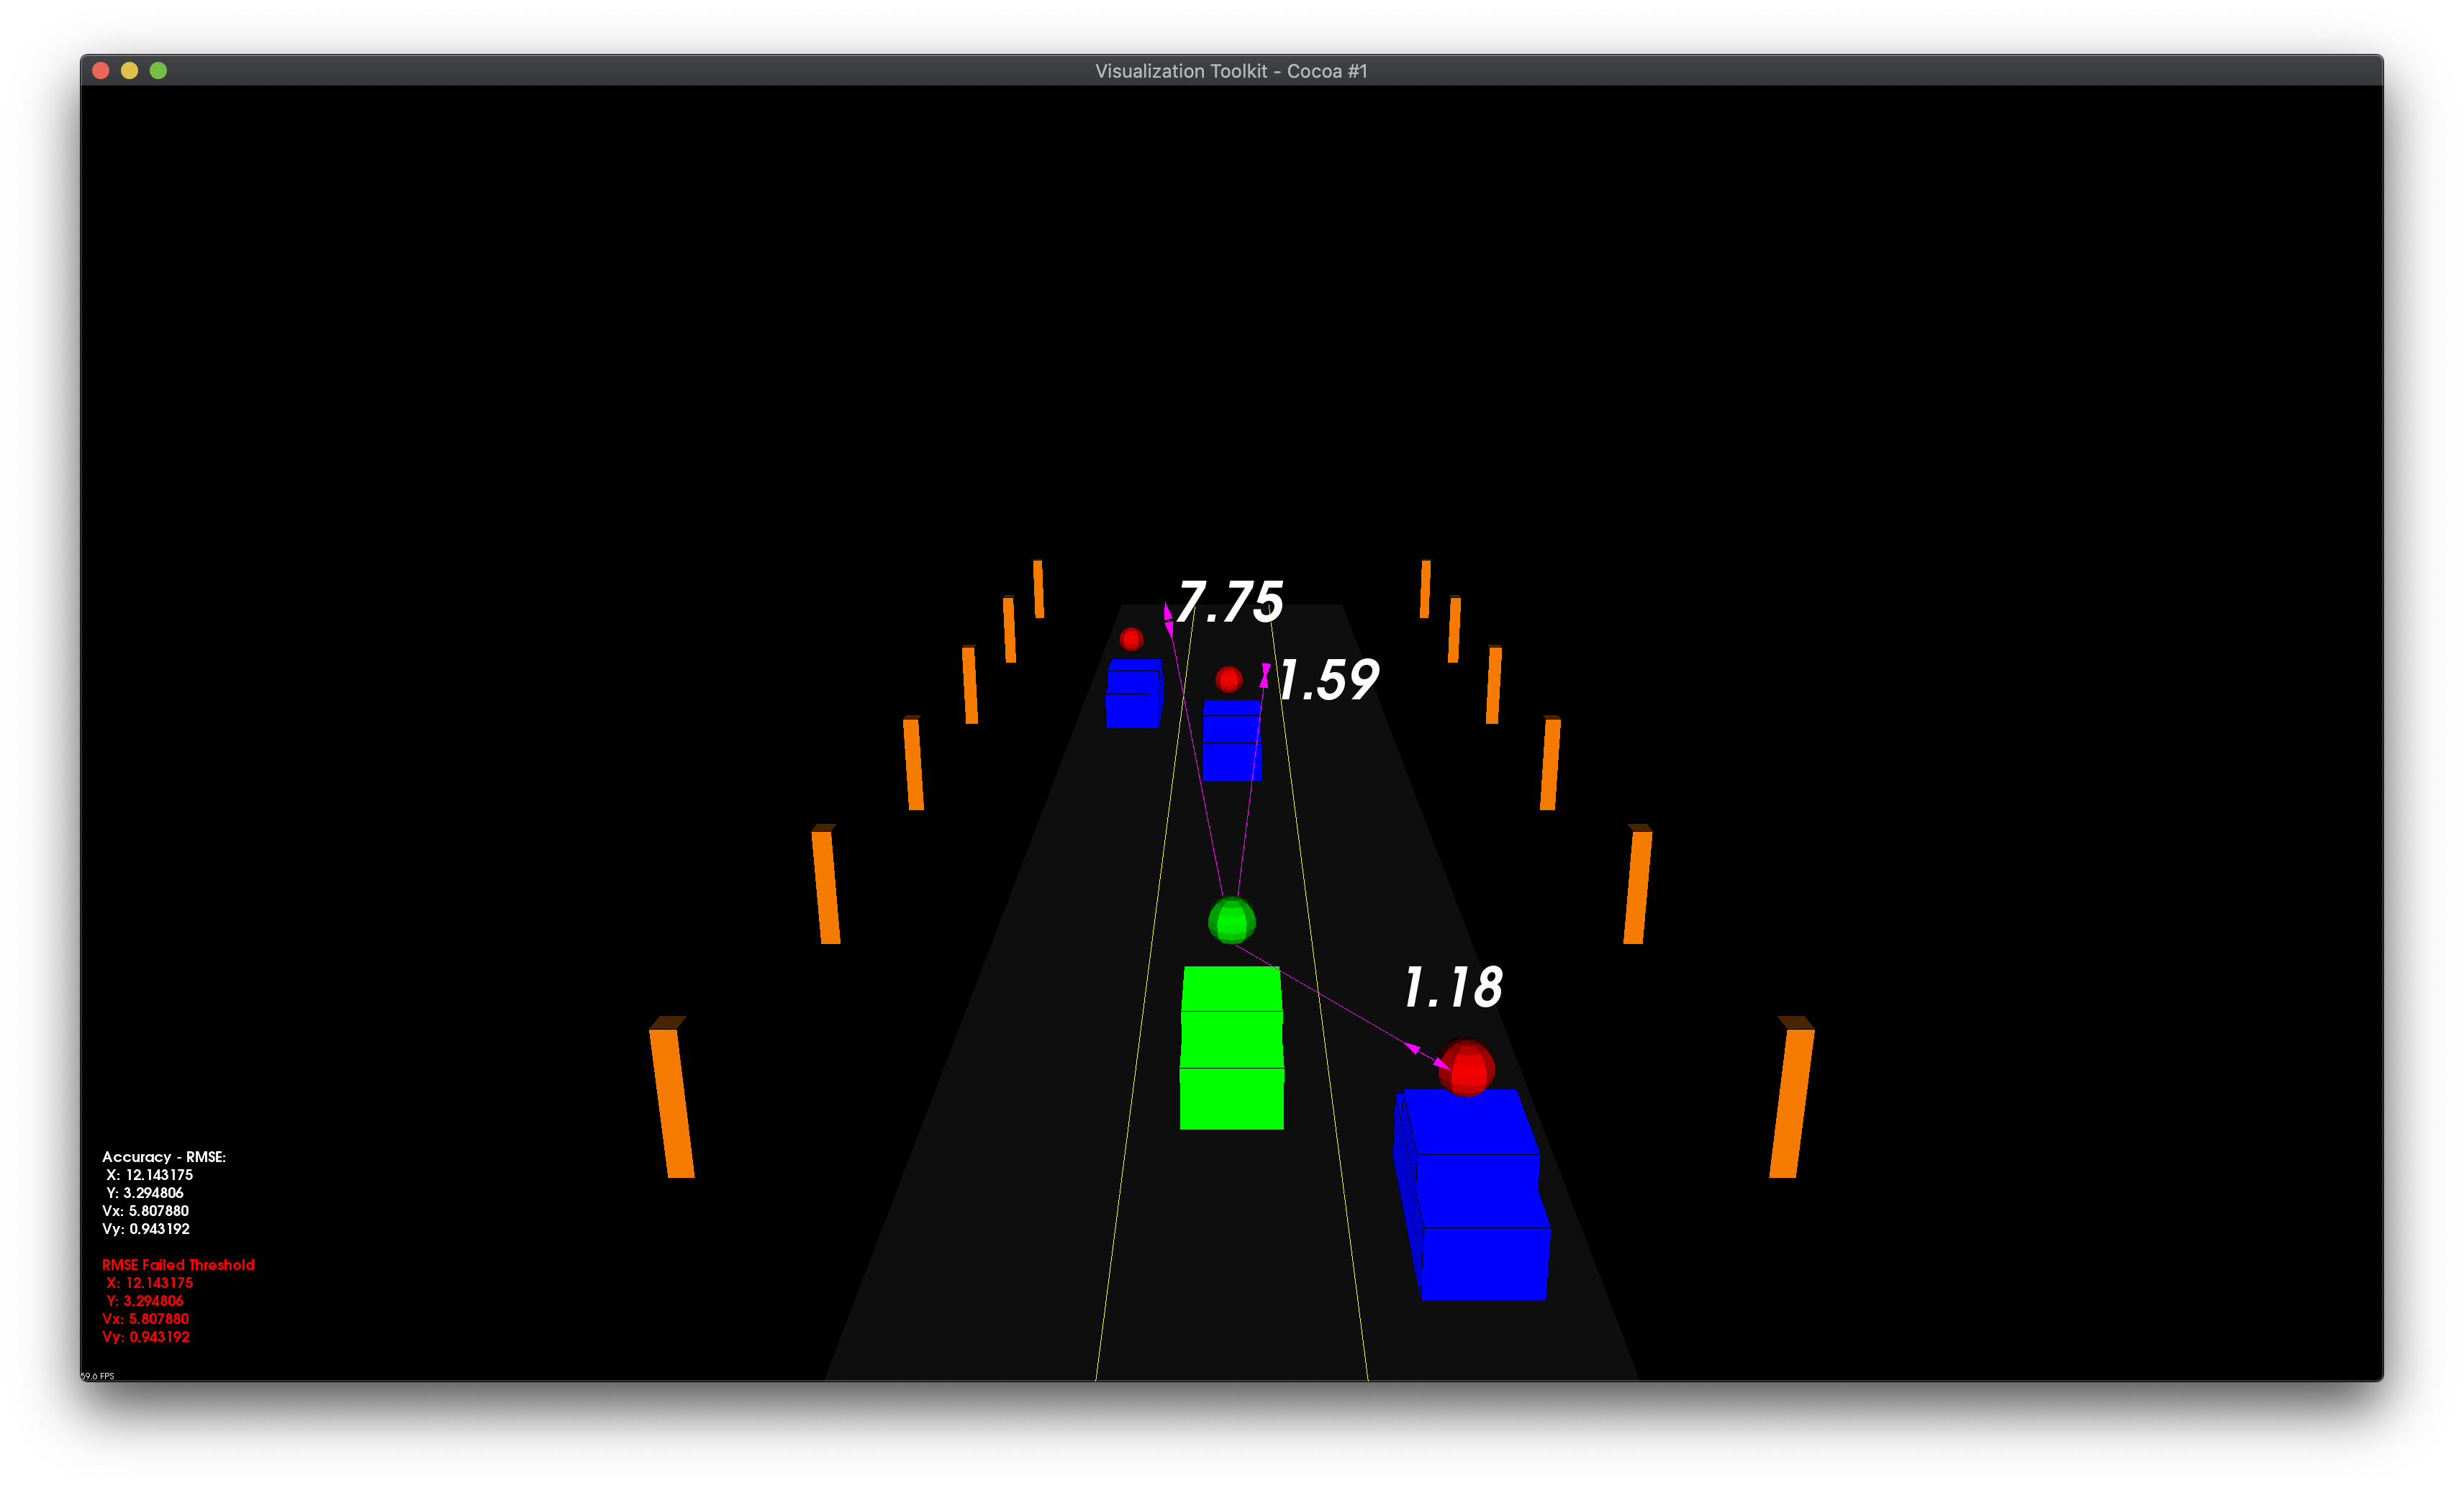 Visualization Toolkit - Cocoa #1
7.75
1.59
1.18
Accuracy - RMSE:
X: 12.143175
Y: 3.294806
Vx: 5.807880
Vy: 0.943192
RMSE Failed Threshold
X: 12.143175
Y: 3.294806
Vx: 5.807880
Vy: 0.943192
59.6 FPS